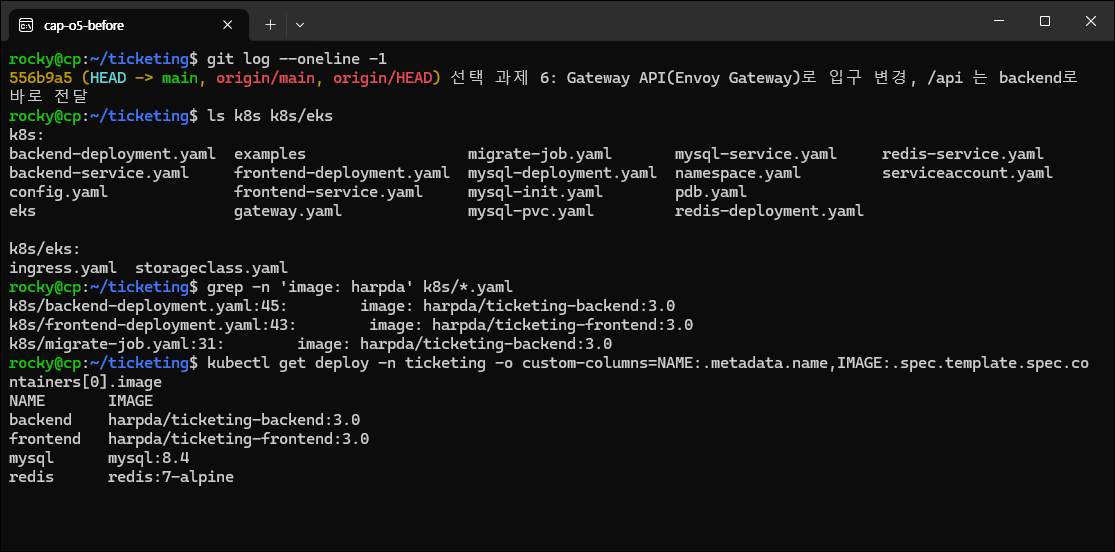 cap-o5-before
rocky@cp:~/ticketing$ git log --oneline -1
556b9a5 (HEAD -> main, origin/main, origin/HEAD) 선택 과제 6: Gateway API(Envoy Gateway)로 입구 변경, /api 는 backend로
바로 전달
rocky@cp:~/ticketing$ ls k8s k8s/eks
k8s:
backend-deployment.yaml  examples                  migrate-job.yaml       mysql-service.yaml     redis-service.yaml
backend-service.yaml     frontend-deployment.yaml  mysql-deployment.yaml  namespace.yaml         serviceaccount.yaml
config.yaml              frontend-service.yaml     mysql-init.yaml        pdb.yaml
eks                      gateway.yaml              mysql-pvc.yaml         redis-deployment.yaml
k8s/eks:
ingress.yaml  storageclass.yaml
rocky@cp:~/ticketing$ grep -n 'image: harpda' k8s/*.yaml
k8s/backend-deployment.yaml:45:        image: harpda/ticketing-backend:3.0
k8s/frontend-deployment.yaml:43:        image: harpda/ticketing-frontend:3.0
k8s/migrate-job.yaml:31:        image: harpda/ticketing-backend:3.0
rocky@cp:~/ticketing$ kubectl get deploy -n ticketing -o custom-columns=NAME:.metadata.name,IMAGE:.spec.template.spec.co
ntainers[0].image
NAME       IMAGE
backend    harpda/ticketing-backend:3.0
frontend   harpda/ticketing-frontend:3.0
mysql      mysql:8.4
redis      redis:7-alpine